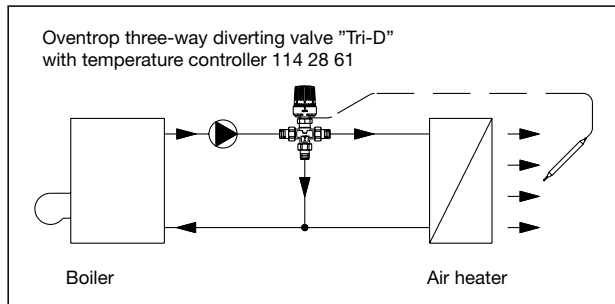 Oventrop three-way diverting valve ”Tri-D”
with temperature controller 114 28 61
Boiler
Air heater